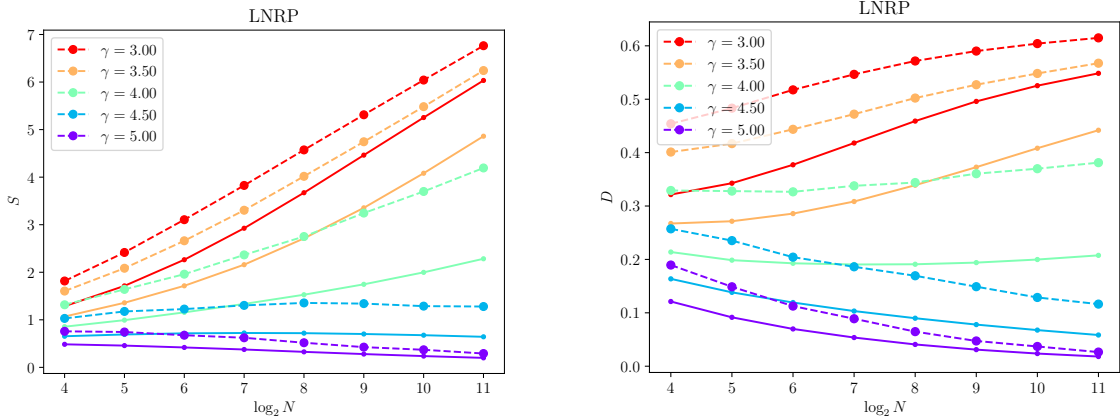 LNRP
7
6
5
4
3
2
1
0
S
γ = 3.00
γ = 3.50
γ = 4.00
γ = 4.50
γ = 5.00
4 5 6 7 8 9 10 11
log₂ N
LNRP
0.6
0.5
0.4
0.3
0.2
0.1
0.0
D
γ = 3.00
γ = 3.50
γ = 4.00
γ = 4.50
γ = 5.00
4 5 6 7 8 9 10 11
log₂ N